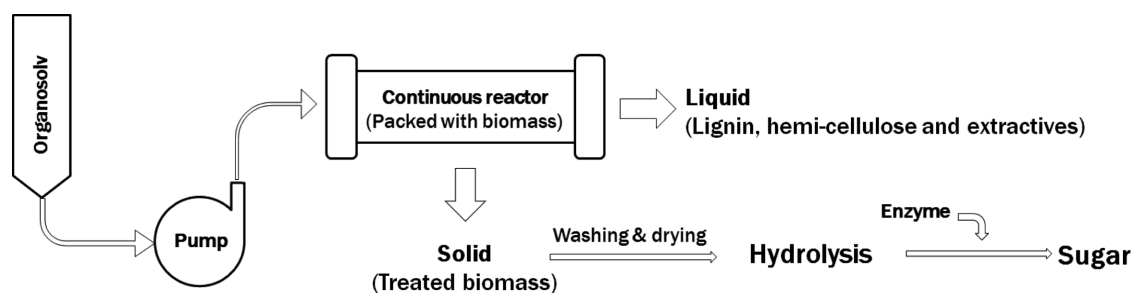 Organosolv
Pump
Continuous reactor
(Packed with biomass)
Liquid
(Lignin, hemi-cellulose and extractives)
Solid
(Treated biomass)
Washing & drying
Hydrolysis
Enzyme
Sugar